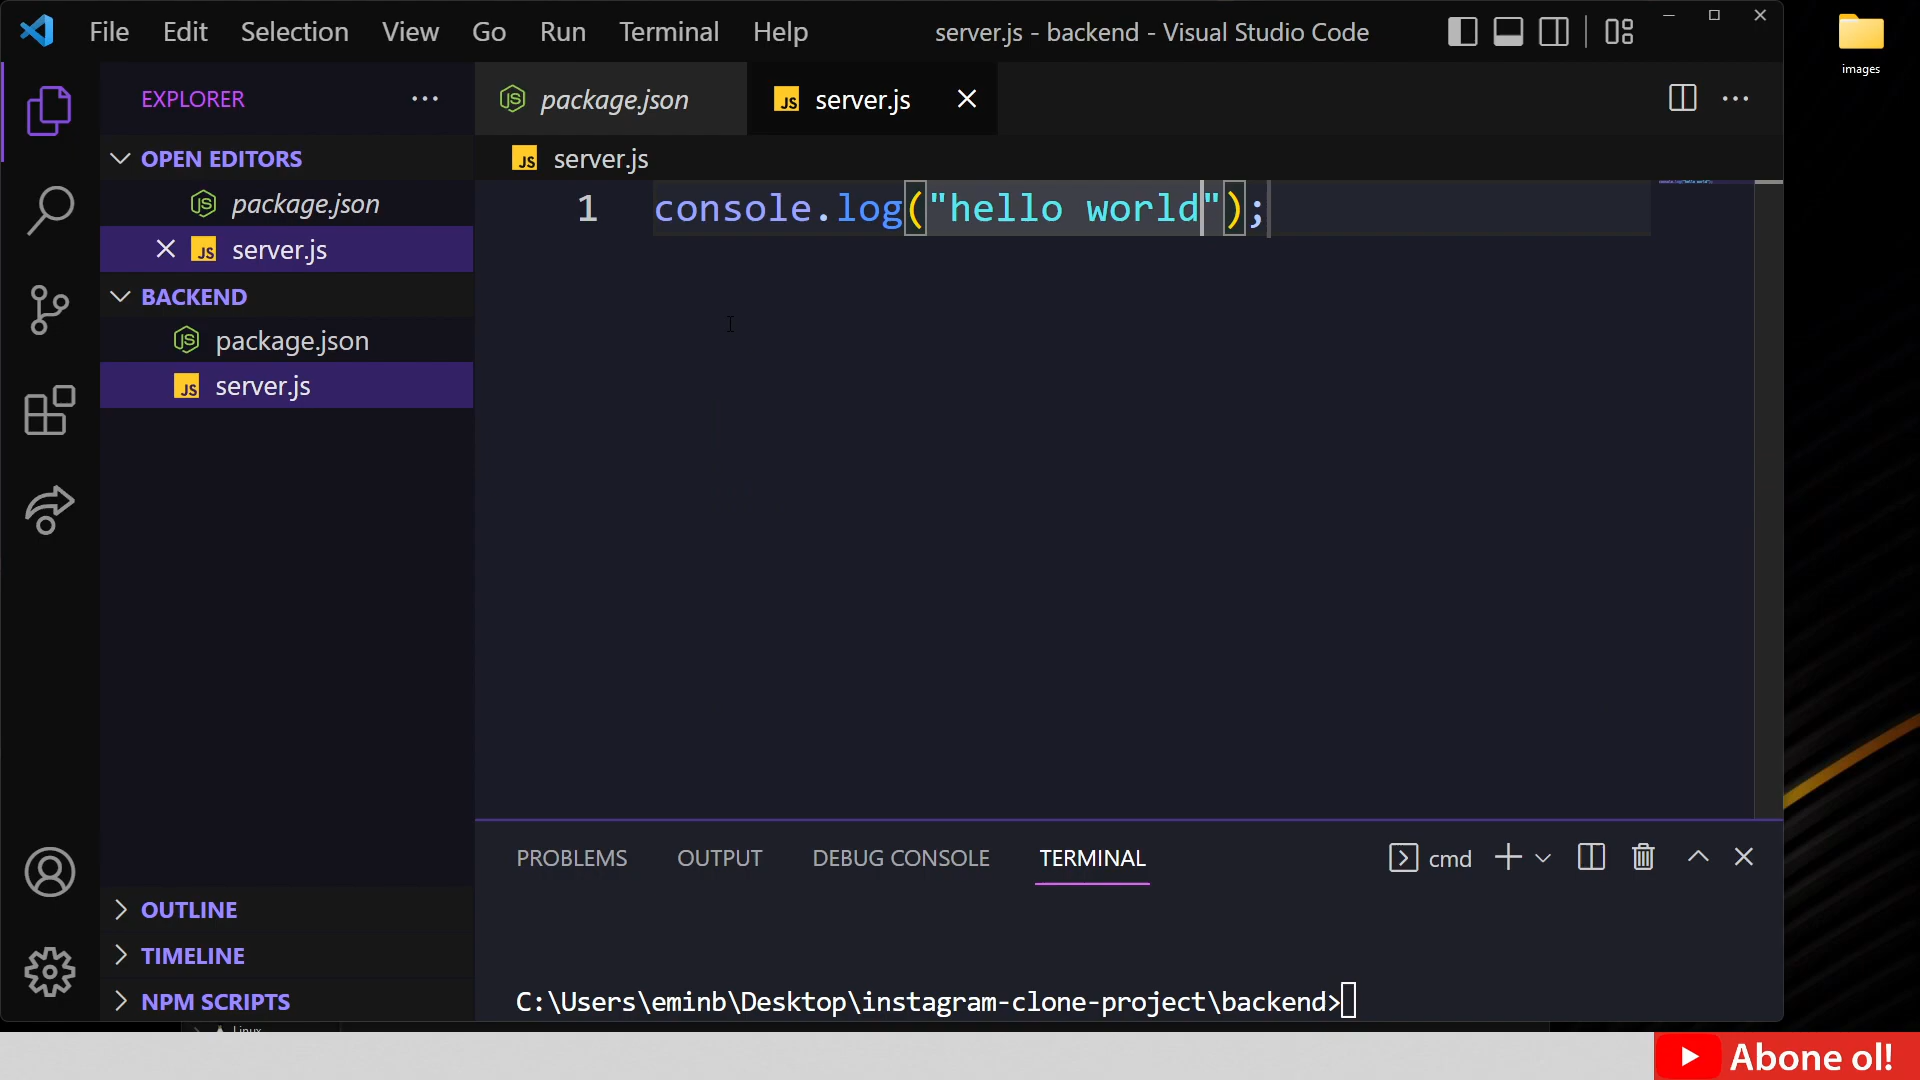 File Edit Selection View Go Run Terminal Help
server.js - backend - Visual Studio Code
images
EXPLORER
OPEN EDITORS
package.json
server.js
BACKEND
package.json
server.js
OUTLINE
TIMELINE
NPM SCRIPTS
package.json
server.js
server.js
1 console.log("hello world");
PROBLEMS OUTPUT DEBUG CONSOLE TERMINAL
cmd
C:\Users\eminb\Desktop\instagram-clone-project\backend>
Linux
Abone ol!